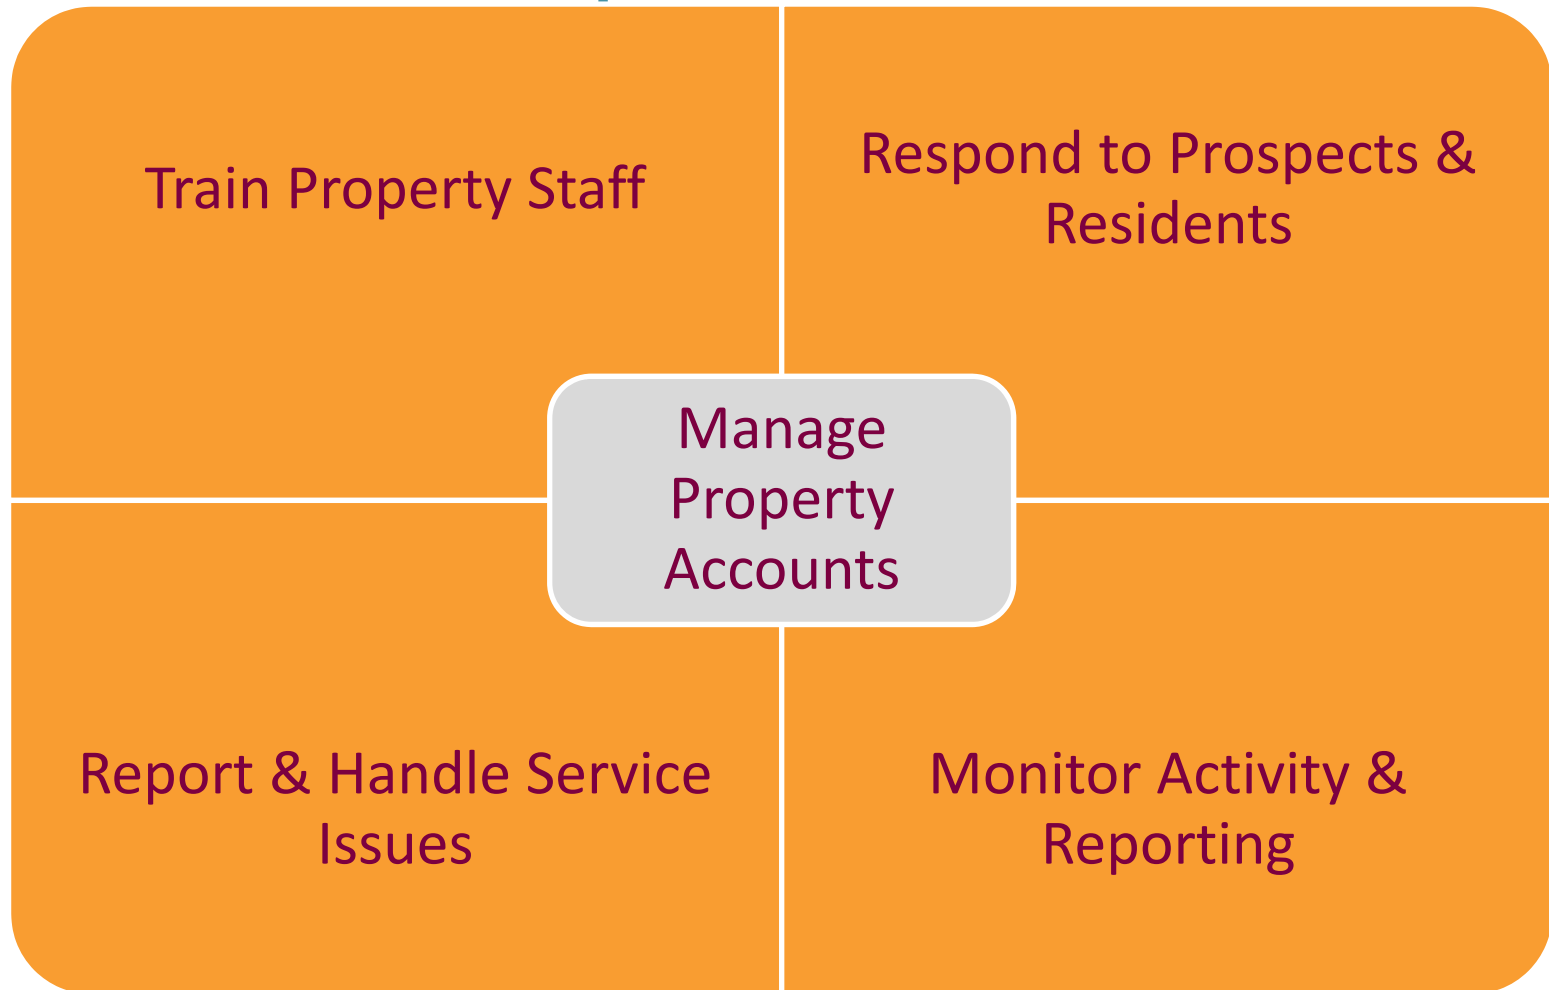 Train Property Staff
Respond to Prospects &
Residents
Manage
Property
Accounts
Report & Handle Service
Issues
Monitor Activity &
Reporting